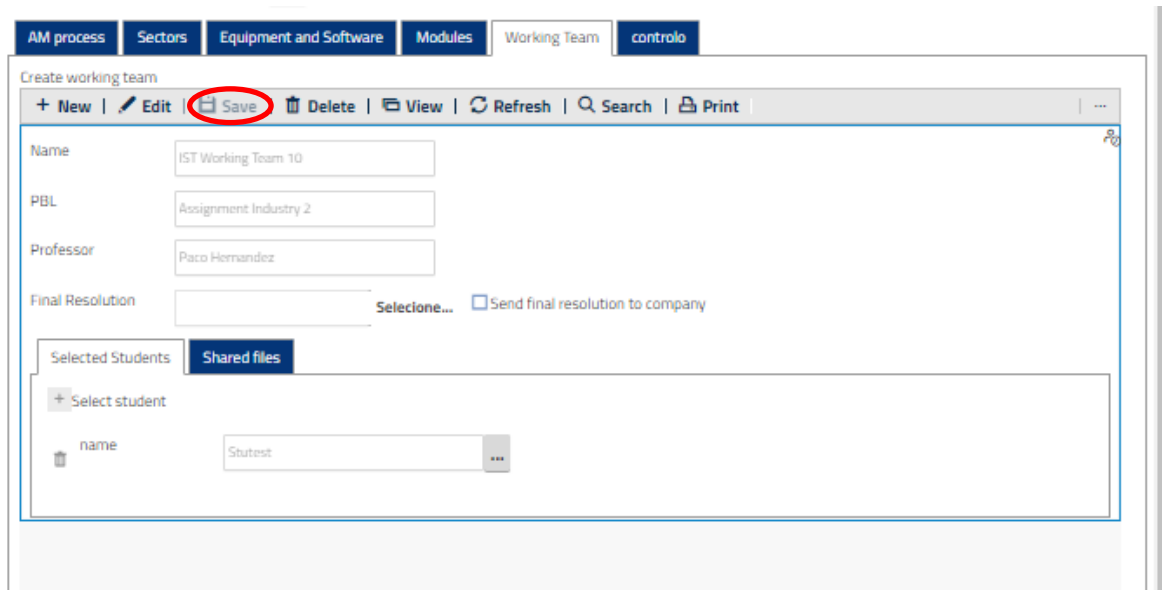 AM process Sectors Equipment and Software Modules Working Team controlo
Create working team
+ New | Edit | Save | Delete | View | Refresh | Search | Print | ...
Name IST Working Team 10
PBL Assignment Industry 2
Professor Paco Hernandez
Final Resolution Selecione... Send final resolution to company
Selected Students Shared files
+ Select student
name Stutest ...